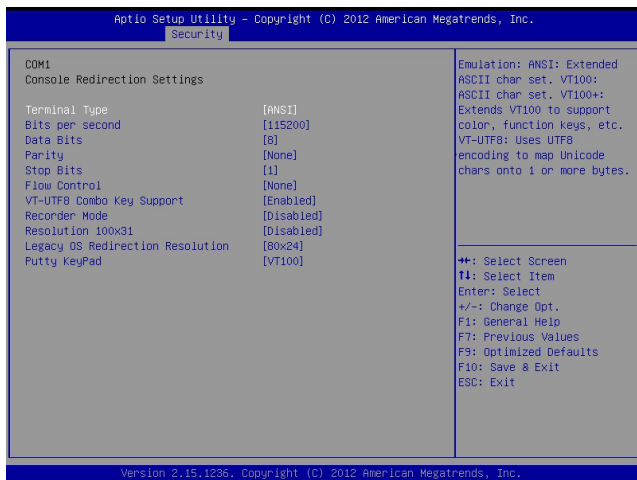 Aptio Setup Utility – Copyright (C) 2012 American Megatrends, Inc.
Security
COM1
Console Redirection Settings
Terminal Type [ANSI]
Bits per second [115200]
Data Bits [8]
Parity [None]
Stop Bits [1]
Flow Control [None]
VT-UTF8 Combo Key Support [Enabled]
Recorder Mode [Disabled]
Resolution 100x31 [Disabled]
Legacy OS Redirection Resolution [80x24]
Putty KeyPad [VT100]
Emulation: ANSI: Extended
ASCII char set. VT100:
ASCII char set. VT100+:
Extends VT100 to support
color, function keys, etc.
VT-UTF8: Uses UTF8
encoding to map Unicode
chars onto 1 or more bytes.
→←: Select Screen
↑↓: Select Item
Enter: Select
+/-: Change Opt.
F1: General Help
F7: Previous Values
F9: Optimized Defaults
F10: Save & Exit
ESC: Exit
Version 2.15.1236. Copyright (C) 2012 American Megatrends, Inc.